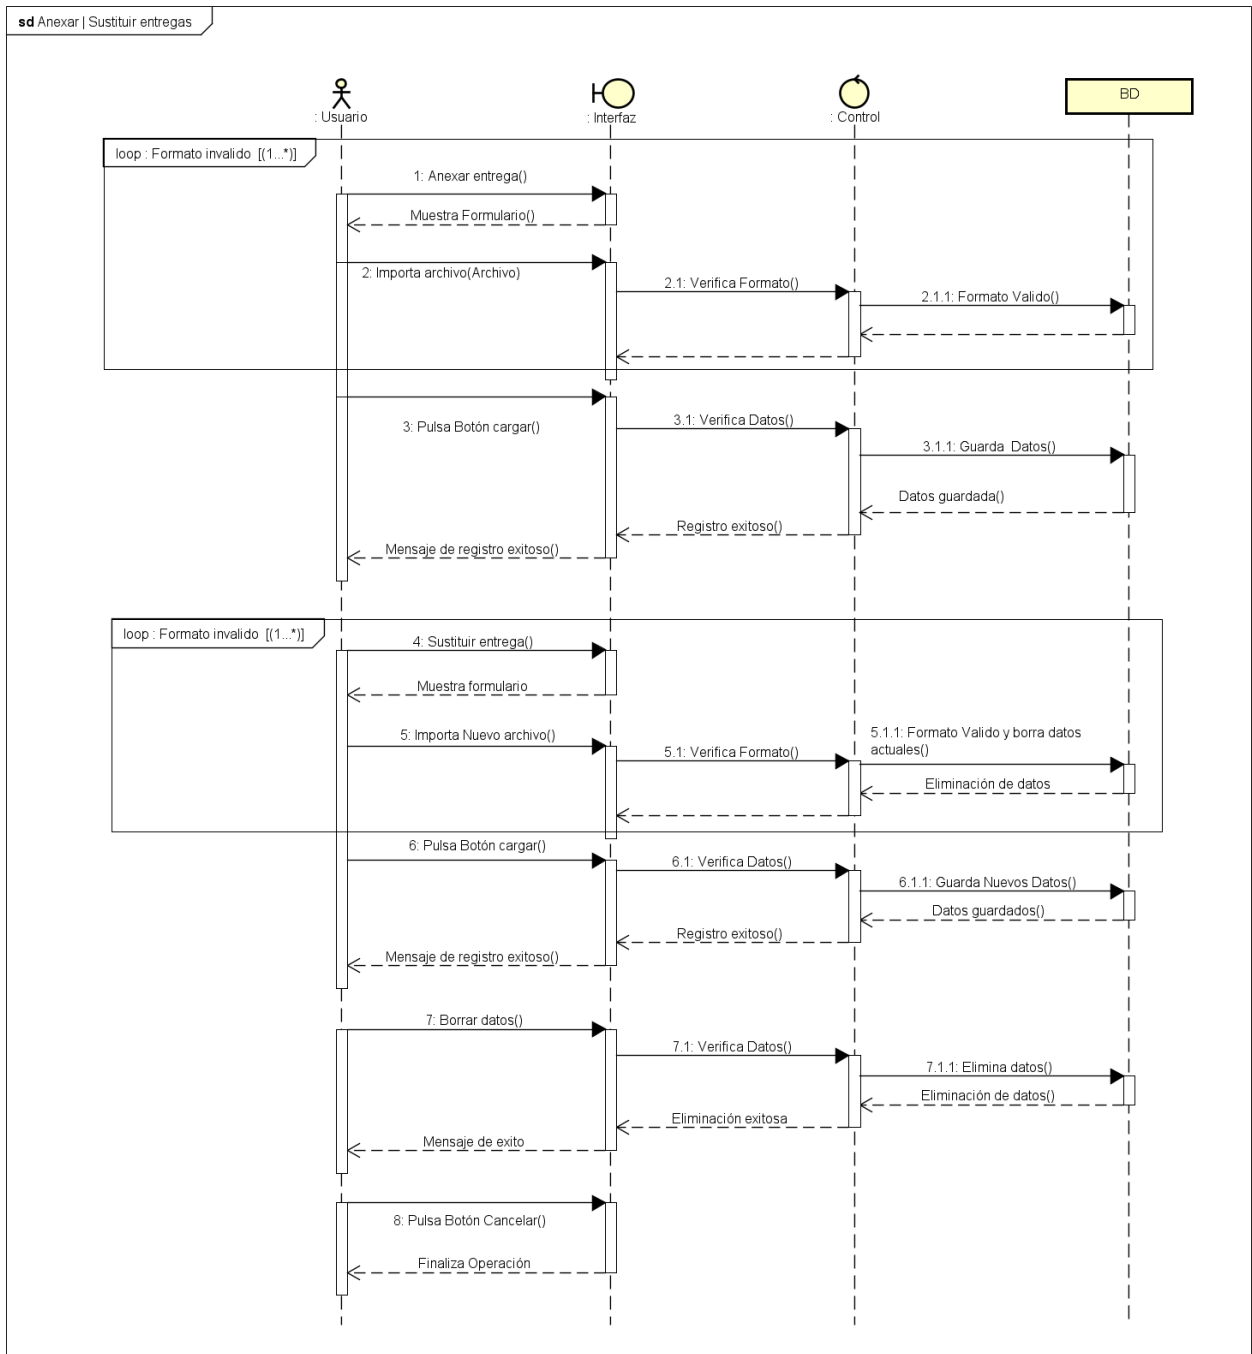 sd Anexar | Sustituir entregas
: Usuario
: Interfaz
: Control
BD
loop : Formato invalido [(1...*)]
1: Anexar entrega()
Muestra Formulario()
2: Importa archivo(Archivo)
2.1: Verifica Formato()
2.1.1: Formato Valido()
3: Pulsa Botón cargar()
3.1: Verifica Datos()
3.1.1: Guarda  Datos()
Datos guardada()
Registro exitoso()
Mensaje de registro exitoso()
loop : Formato invalido [(1...*)]
4: Sustituir entrega()
Muestra formulario
5: Importa Nuevo archivo()
5.1: Verifica Formato()
5.1.1: Formato Valido y borra datos
actuales()
Eliminación de datos
6: Pulsa Botón cargar()
6.1: Verifica Datos()
6.1.1: Guarda Nuevos Datos()
Datos guardados()
Registro exitoso()
Mensaje de registro exitoso()
7: Borrar datos()
7.1: Verifica Datos()
7.1.1: Elimina datos()
Eliminación de datos()
Eliminación exitosa
Mensaje de exito
8: Pulsa Botón Cancelar()
Finaliza Operación